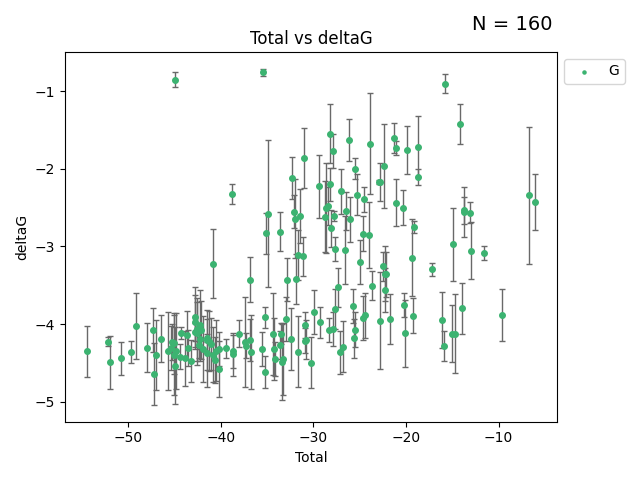 N = 160
Total vs deltaG
G
−1
−2
−3
−4
−5
deltaG
−50
−40
−30
−20
−10
Total